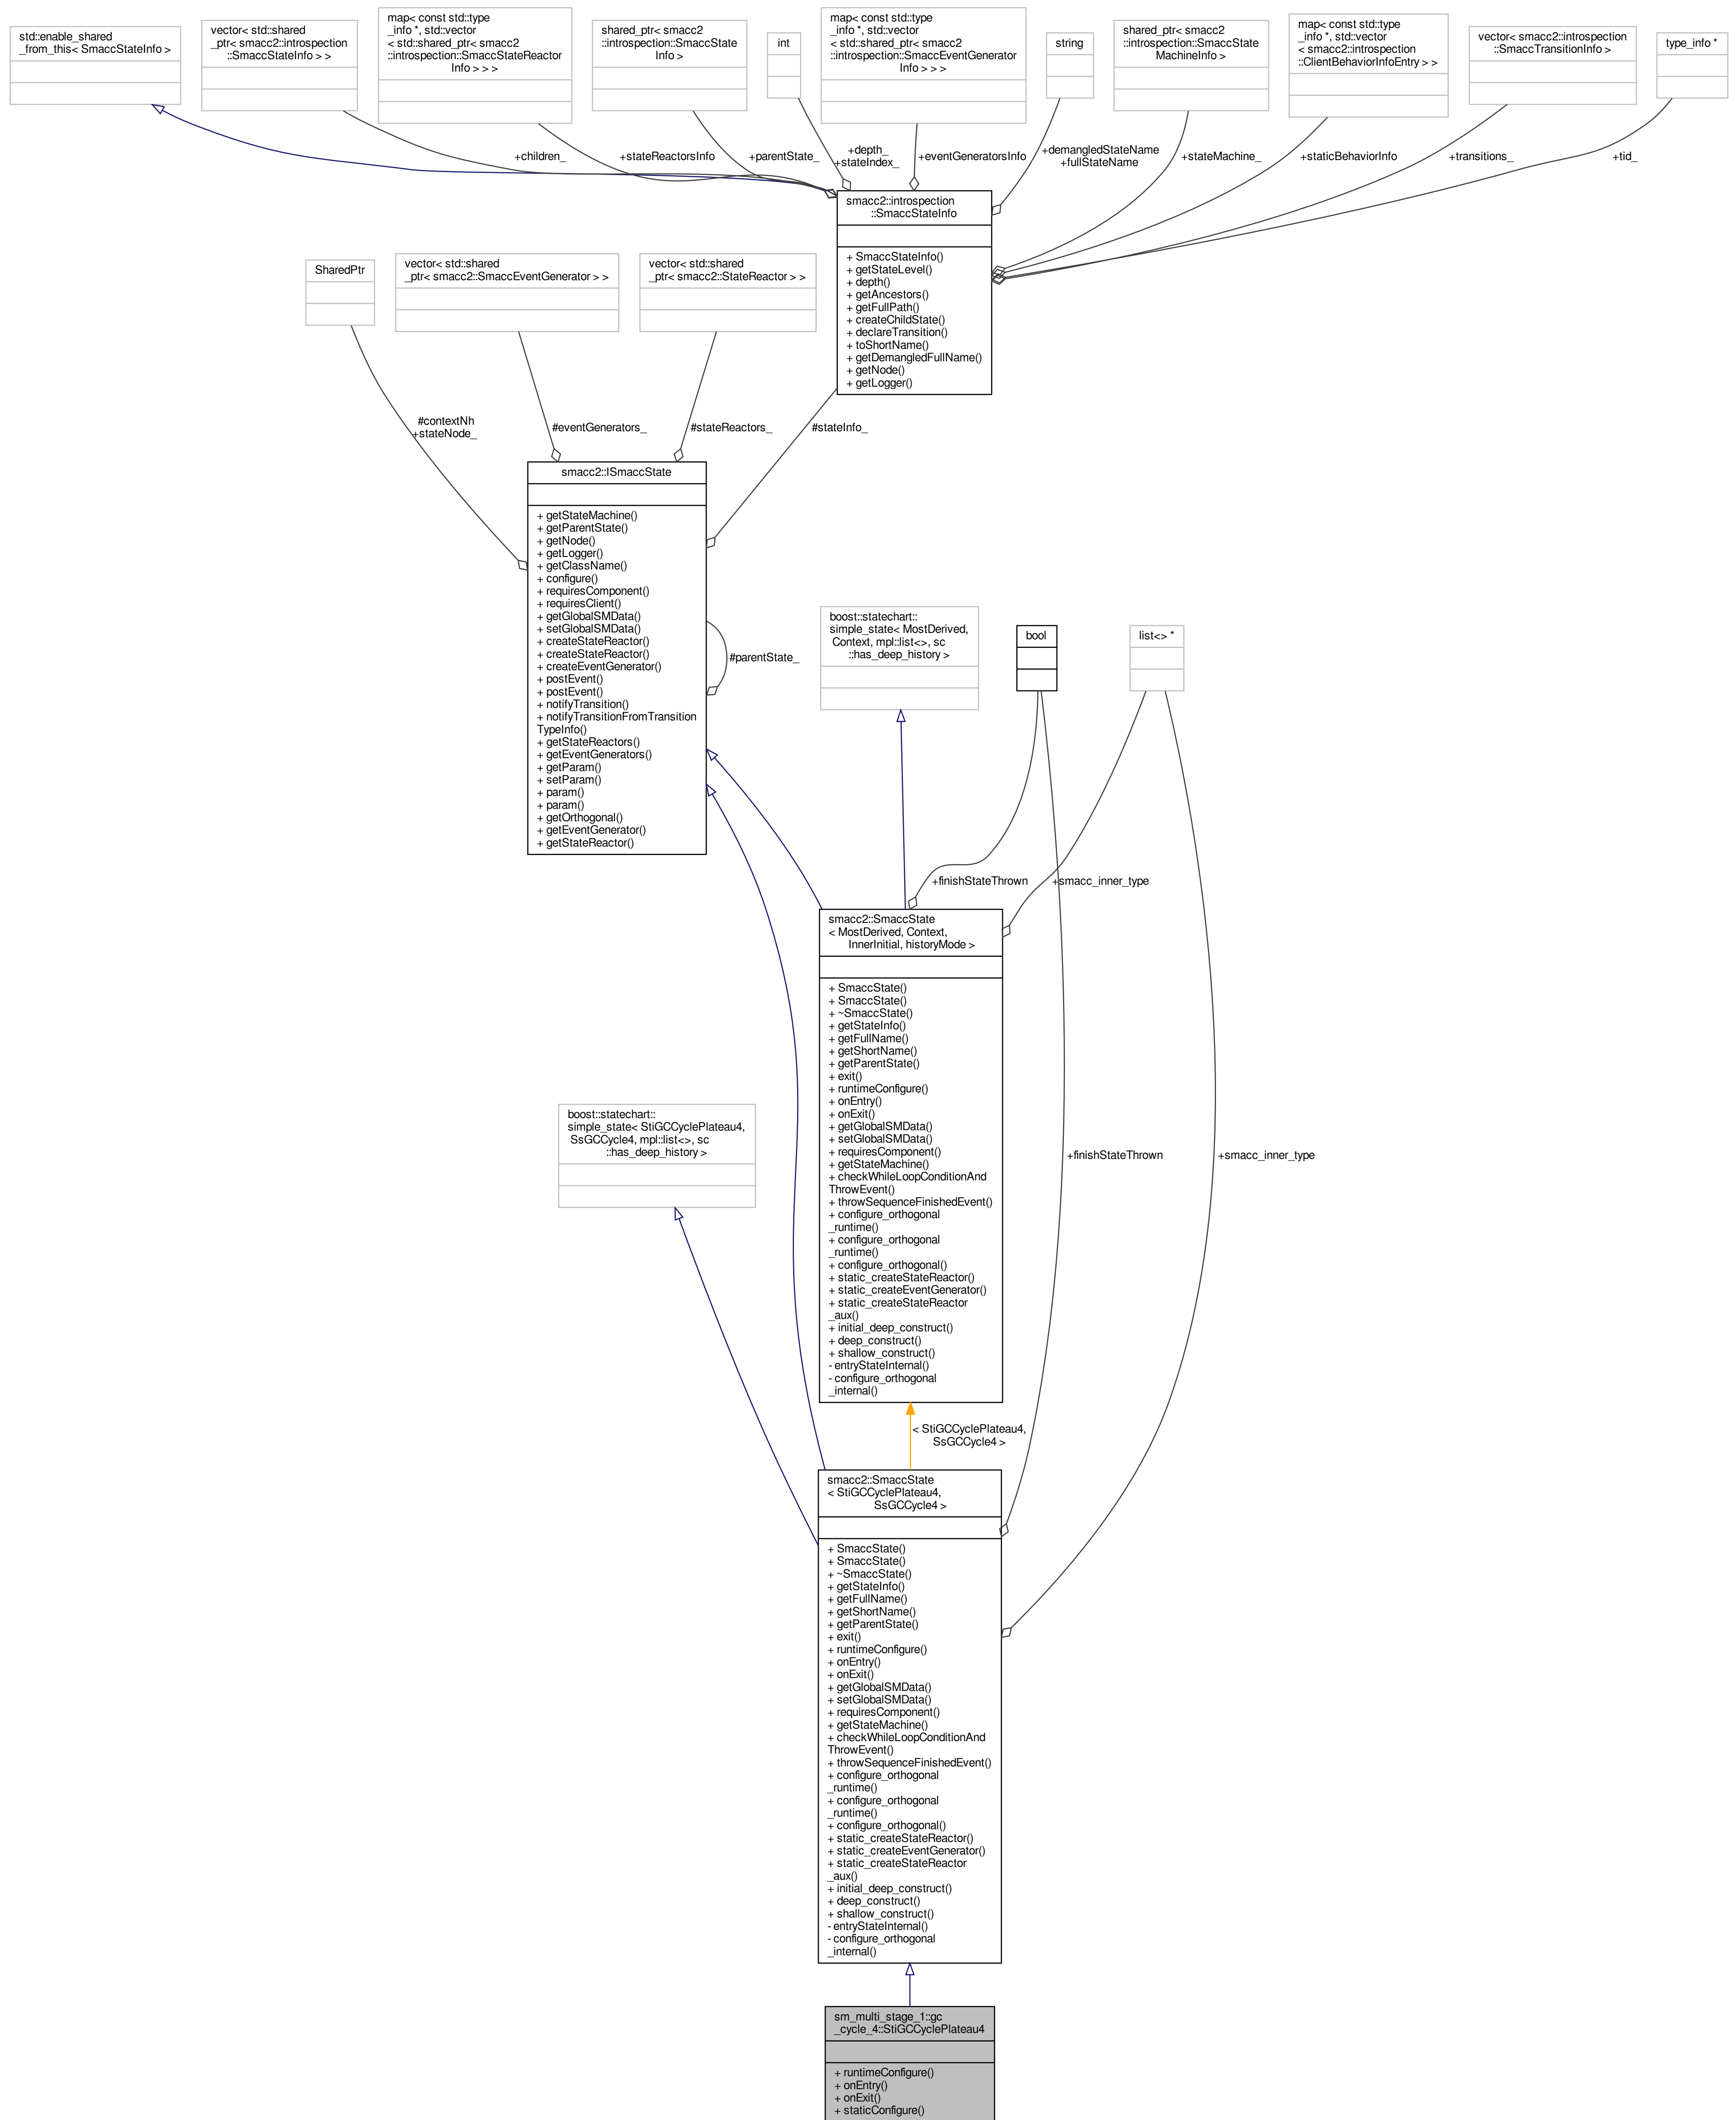 std::enable_shared
_from_this< SmaccStateInfo >
vector< std::shared
_ptr< smacc2::introspection
::SmaccStateInfo > >
map< const std::type
_info *, std::vector
< std::shared_ptr< smacc2
::introspection::SmaccStateReactor
Info > > >
shared_ptr< smacc2
::introspection::SmaccState
Info >
int
map< const std::type
_info *, std::vector
< std::shared_ptr< smacc2
::introspection::SmaccEventGenerator
Info > > >
string
shared_ptr< smacc2
::introspection::SmaccState
MachineInfo >
map< const std::type
_info *, std::vector
< smacc2::introspection
::ClientBehaviorInfoEntry > >
vector< smacc2::introspection
::SmaccTransitionInfo >
type_info *
+children_
+stateReactorsInfo
+parentState_
+depth_
+stateIndex_
+eventGeneratorsInfo
+demangledStateName
+fullStateName
+stateMachine_
+staticBehaviorInfo
+transitions_
+tid_
smacc2::introspection
::SmaccStateInfo
+ SmaccStateInfo()
+ getStateLevel()
+ depth()
+ getAncestors()
+ getFullPath()
+ createChildState()
+ declareTransition()
+ toShortName()
+ getDemangledFullName()
+ getNode()
+ getLogger()
SharedPtr
vector< std::shared
_ptr< smacc2::SmaccEventGenerator > >
vector< std::shared
_ptr< smacc2::StateReactor > >
#contextNh
+stateNode_
#eventGenerators_
#stateReactors_
#stateInfo_
smacc2::ISmaccState
+ getStateMachine()
+ getParentState()
+ getNode()
+ getLogger()
+ getClassName()
+ configure()
+ requiresComponent()
+ requiresClient()
+ getGlobalSMData()
+ setGlobalSMData()
+ createStateReactor()
+ createStateReactor()
+ createEventGenerator()
+ postEvent()
+ postEvent()
+ notifyTransition()
+ notifyTransitionFromTransition
TypeInfo()
+ getStateReactors()
+ getEventGenerators()
+ getParam()
+ setParam()
+ param()
+ param()
+ getOrthogonal()
+ getEventGenerator()
+ getStateReactor()
#parentState_
boost::statechart::
simple_state< MostDerived,
Context, mpl::list<>, sc
::has_deep_history >
bool
list<> *
+finishStateThrown
+smacc_inner_type
smacc2::SmaccState
< MostDerived, Context,
InnerInitial, historyMode >
+ SmaccState()
+ SmaccState()
+ ~SmaccState()
+ getStateInfo()
+ getFullName()
+ getShortName()
+ getParentState()
+ exit()
+ runtimeConfigure()
+ onEntry()
+ onExit()
+ getGlobalSMData()
+ setGlobalSMData()
+ requiresComponent()
+ getStateMachine()
+ checkWhileLoopConditionAnd
ThrowEvent()
+ throwSequenceFinishedEvent()
+ configure_orthogonal
_runtime()
+ configure_orthogonal
_runtime()
+ configure_orthogonal()
+ static_createStateReactor()
+ static_createEventGenerator()
+ static_createStateReactor
_aux()
+ initial_deep_construct()
+ deep_construct()
+ shallow_construct()
- entryStateInternal()
- configure_orthogonal
_internal()
boost::statechart::
simple_state< StiGCCyclePlateau4,
SsGCCycle4, mpl::list<>, sc
::has_deep_history >
+finishStateThrown
+smacc_inner_type
< StiGCCyclePlateau4,
SsGCCycle4 >
smacc2::SmaccState
< StiGCCyclePlateau4,
SsGCCycle4 >
+ SmaccState()
+ SmaccState()
+ ~SmaccState()
+ getStateInfo()
+ getFullName()
+ getShortName()
+ getParentState()
+ exit()
+ runtimeConfigure()
+ onEntry()
+ onExit()
+ getGlobalSMData()
+ setGlobalSMData()
+ requiresComponent()
+ getStateMachine()
+ checkWhileLoopConditionAnd
ThrowEvent()
+ throwSequenceFinishedEvent()
+ configure_orthogonal
_runtime()
+ configure_orthogonal
_runtime()
+ configure_orthogonal()
+ static_createStateReactor()
+ static_createEventGenerator()
+ static_createStateReactor
_aux()
+ initial_deep_construct()
+ deep_construct()
+ shallow_construct()
- entryStateInternal()
- configure_orthogonal
_internal()
sm_multi_stage_1::gc
_cycle_4::StiGCCyclePlateau4
+ runtimeConfigure()
+ onEntry()
+ onExit()
+ staticConfigure()